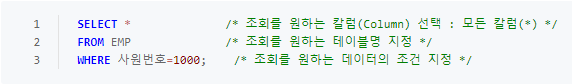 1 SELECT * /* 조회를 원하는 칼럼(Column) 선택 : 모든 칼럼(*) */
2 FROM EMP /* 조회를 원하는 테이블명 지정 */
3 WHERE 사원번호=1000; /* 조회를 원하는 데이터의 조건 지정 */